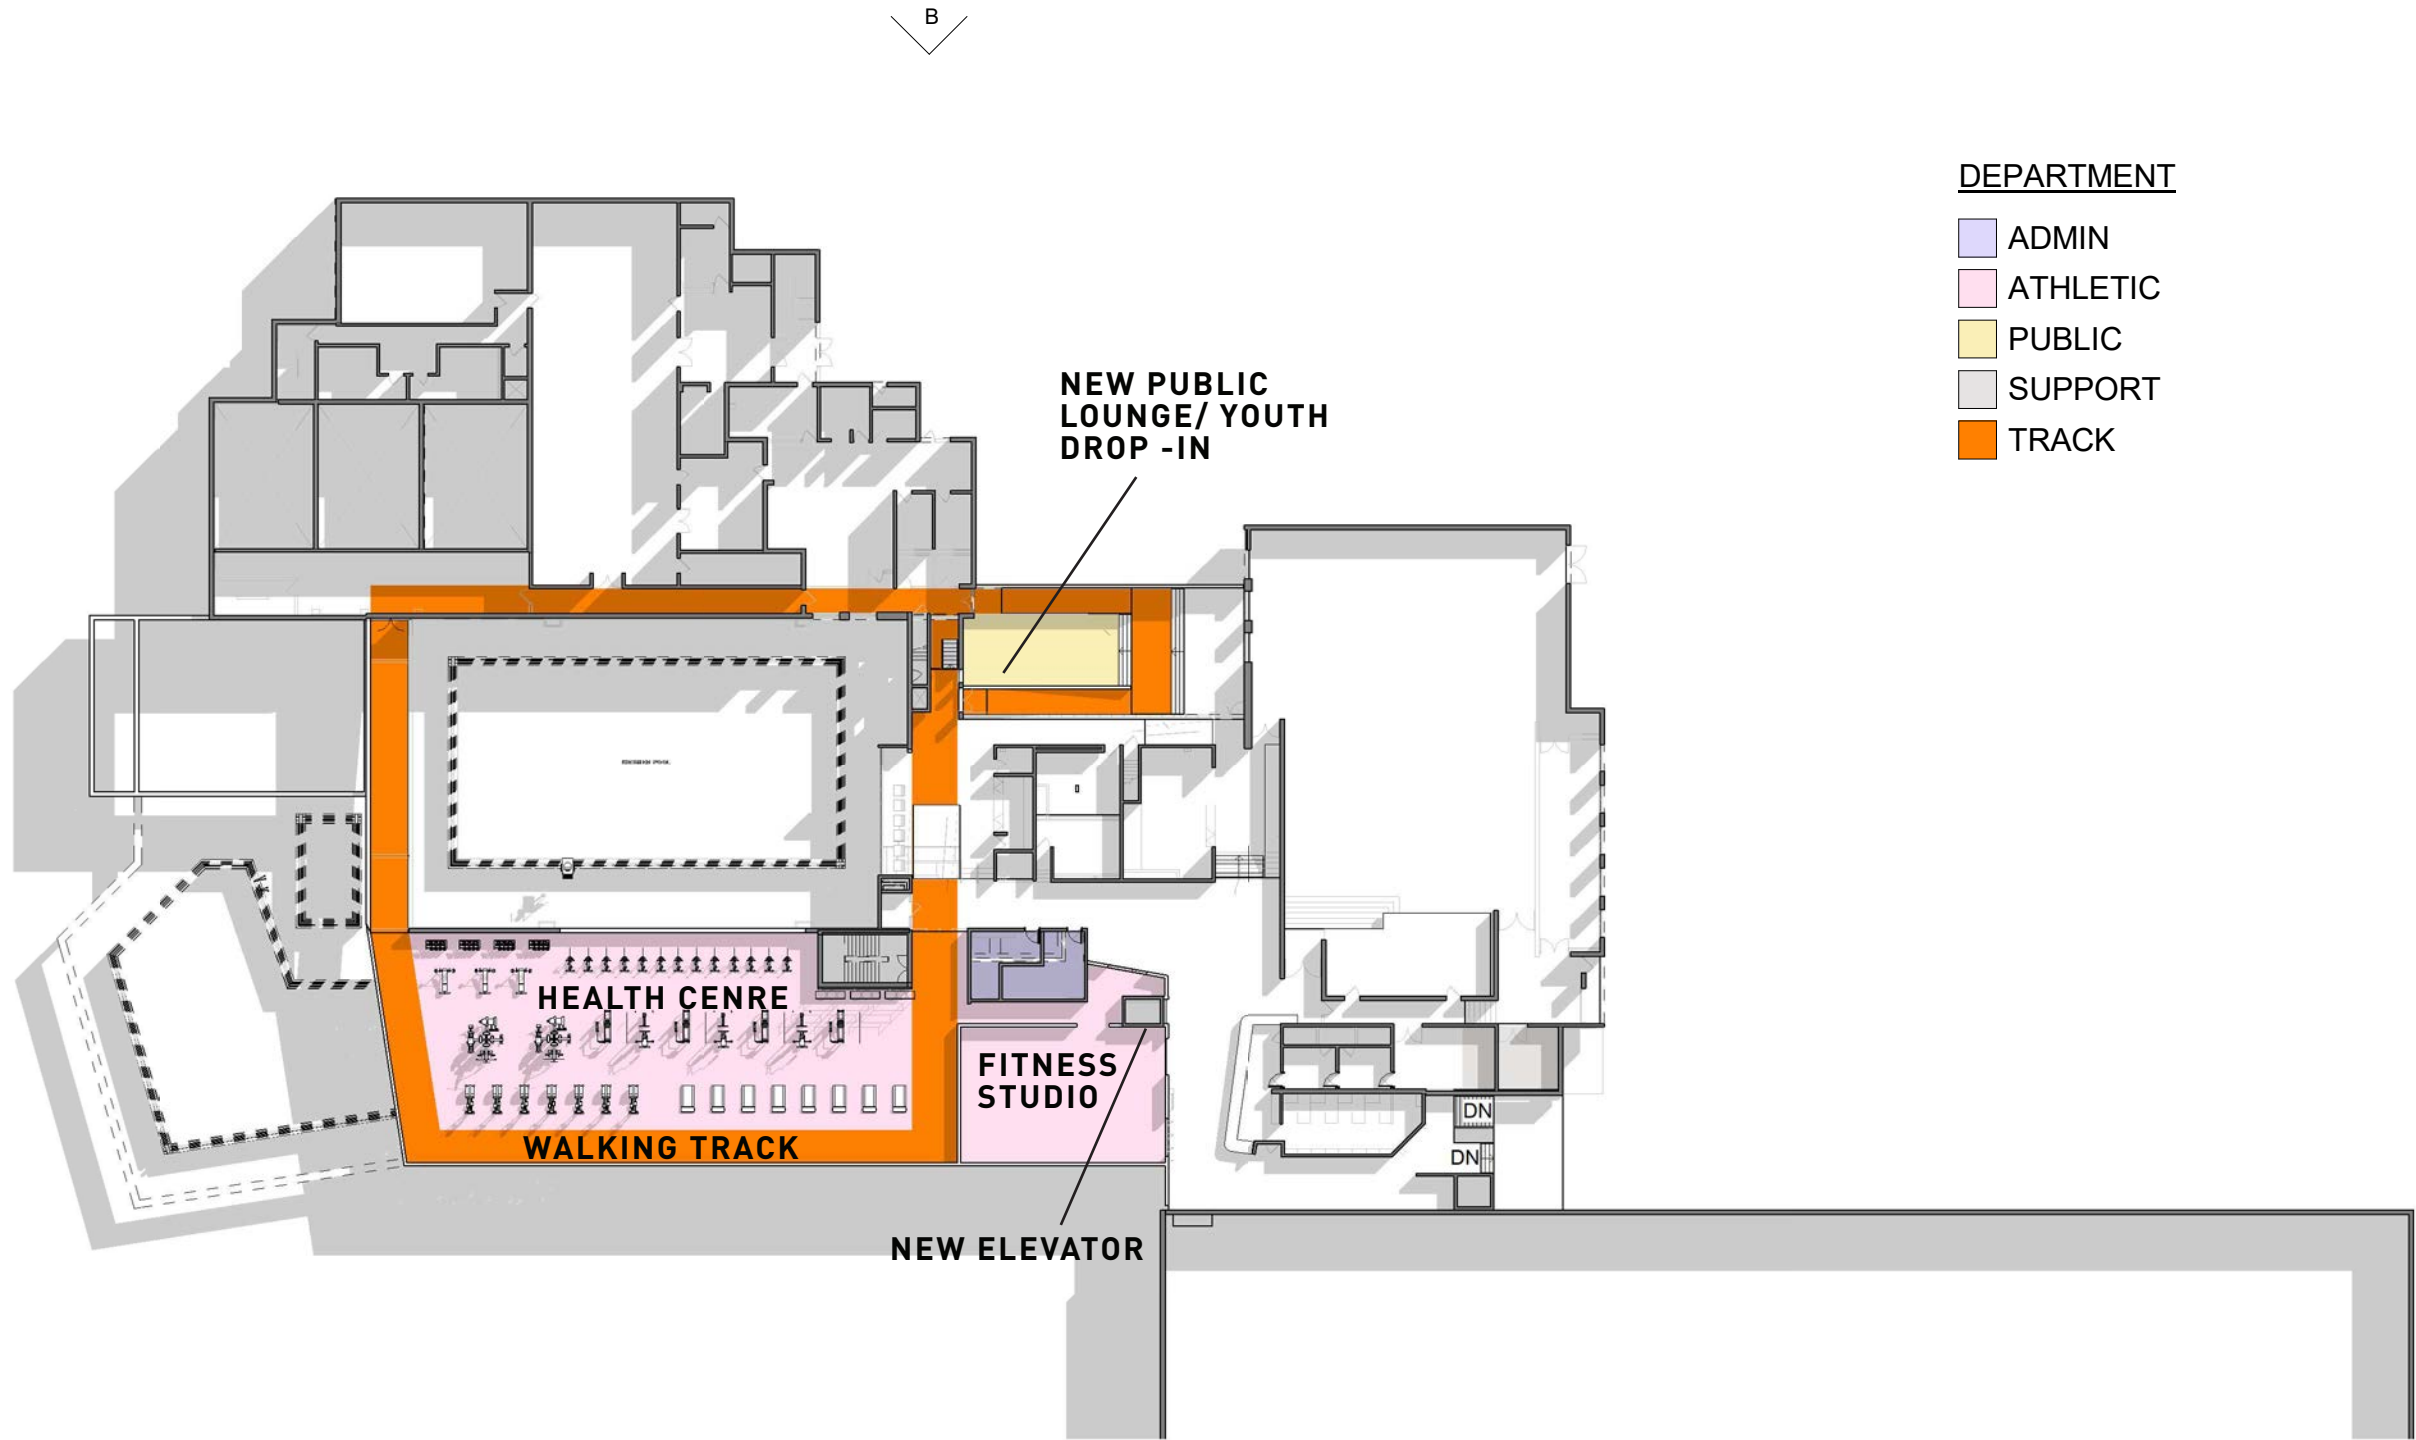 B
DEPARTMENT
ADMIN
ATHLETIC
PUBLIC
SUPPORT
TRACK
NEW PUBLIC
LOUNGE/ YOUTH
DROP -IN
HEALTH CENRE
FITNESS
STUDIO
WALKING TRACK
NEW ELEVATOR
DN
DN